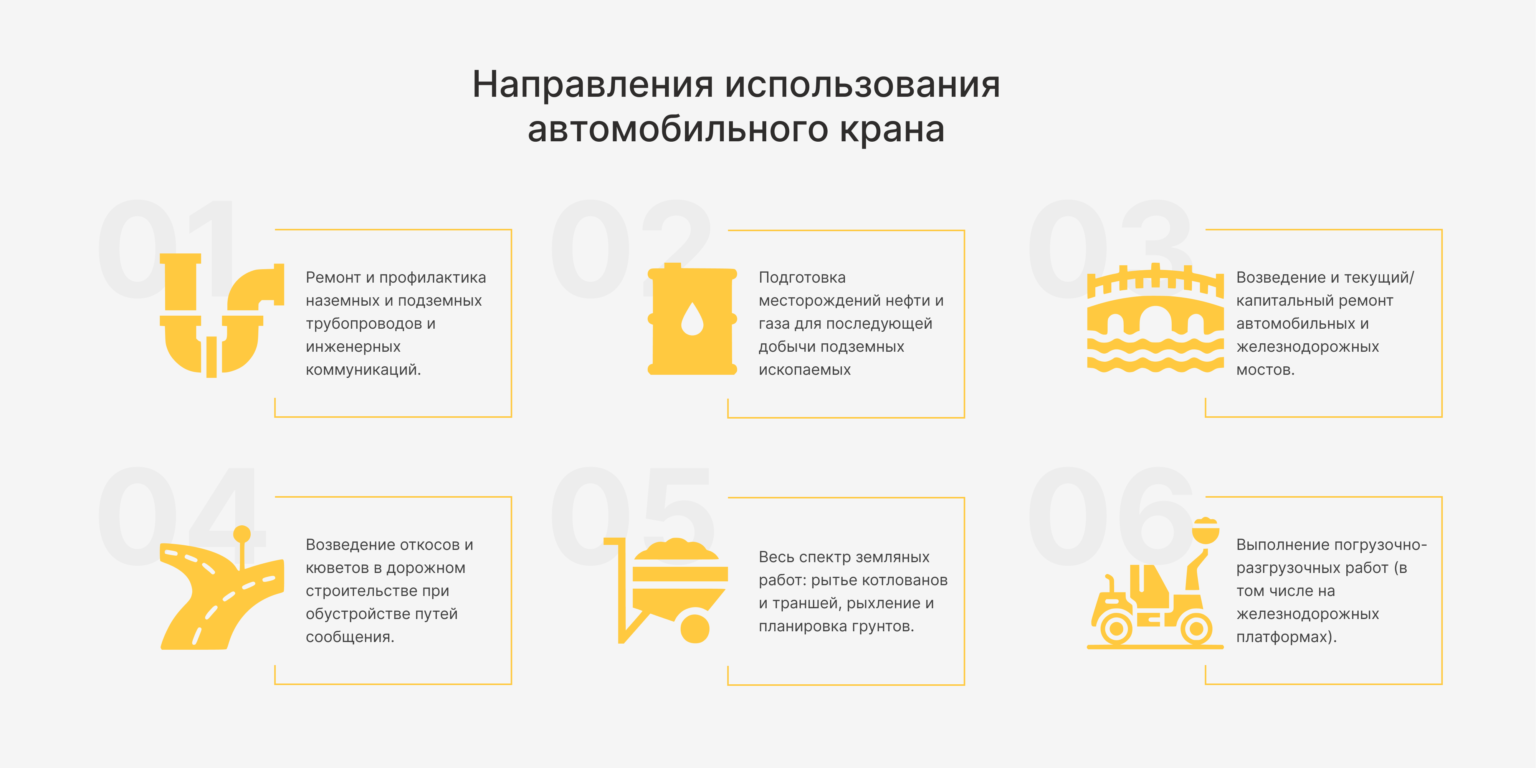 Направления использования
автомобильного крана
01
Ремонт и профилактика
наземных и подземных
трубопроводов и
инженерных
коммуникаций.
02
Подготовка
месторождений нефти и
газа для последующей
добычи подземных
ископаемых
03
Возведение и текущий/
капитальный ремонт
автомобильных и
железнодорожных
мостов.
04
Возведение откосов и
кюветов в дорожном
строительстве при
обустройстве путей
сообщения.
05
Весь спектр земляных
работ: рытье котлованов
и траншей, рыхление и
планировка грунтов.
06
Выполнение погрузочно-
разгрузочных работ (в
том числе на
железнодорожных
платформах).